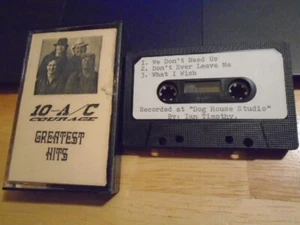 10-A/C
COURAGE
GREATEST
HITS
1. We Don't Need Us
2. Don't Ever Leave Me
3. What I Wish
Recorded at "Dog House Studio"
By: Ian Timothy.